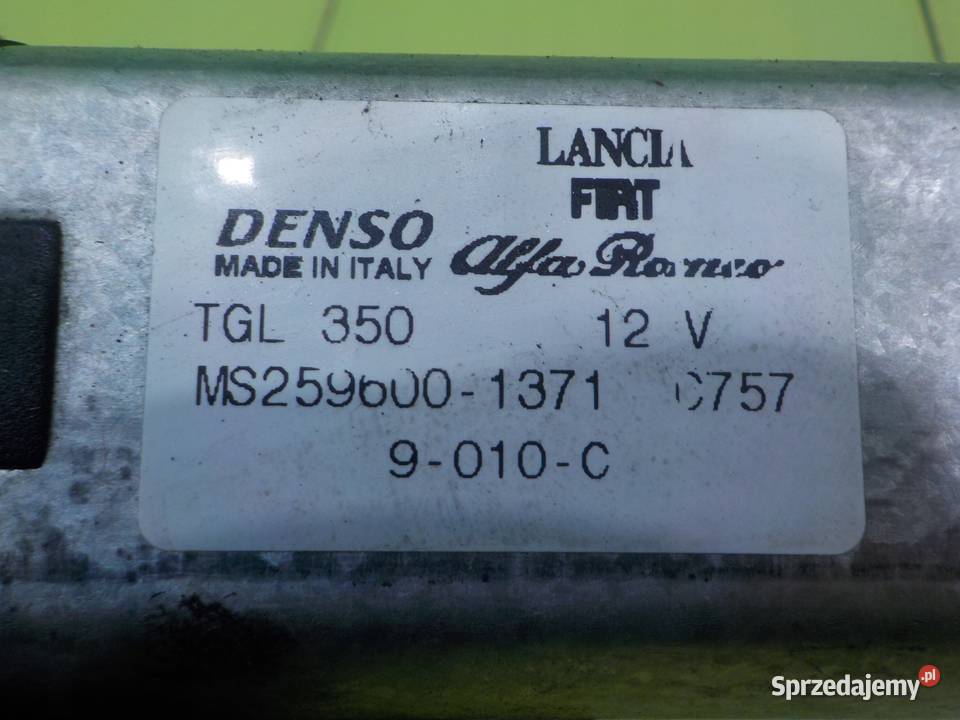 LANCIA
FIAT
DENSO
MADE IN ITALY Alfa Romeo
TGL 350 12 V
MS259600-1371 C757
9-010-C
Sprzedajemy.pl